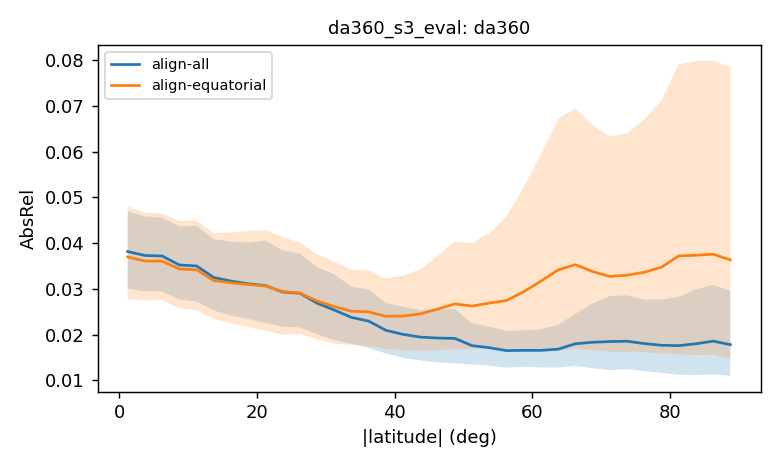 da360_s3_eval: da360
align-all
align-equatorial
0.08
0.07
0.06
0.05
0.04
0.03
0.02
0.01
AbsRel
0
20
40
60
80
|latitude| (deg)